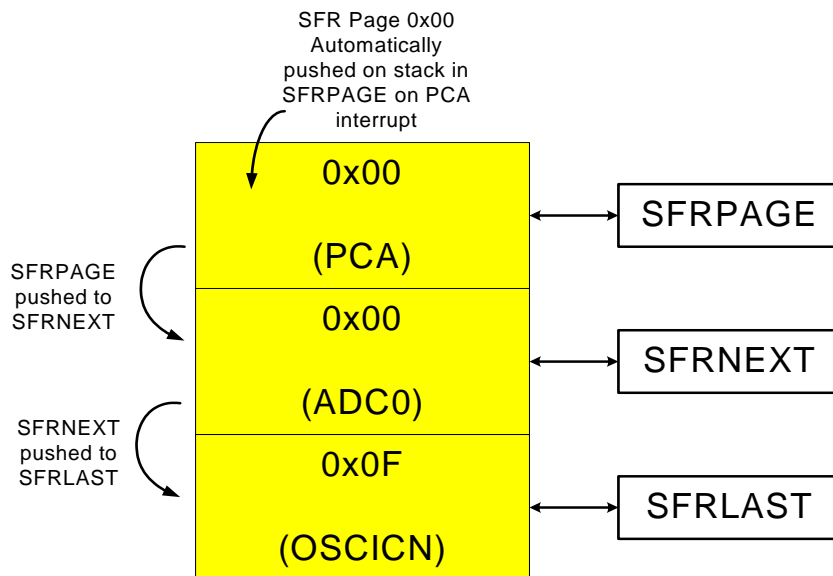 SFR Page 0x00
Automatically
pushed on stack in
SFRPAGE on PCA
interrupt
0x00
(PCA)
SFRPAGE
SFRPAGE
pushed to
SFRNEXT
0x00
(ADC0)
SFRNEXT
SFRNEXT
pushed to
SFRLAST
0x0F
(OSCICN)
SFRLAST